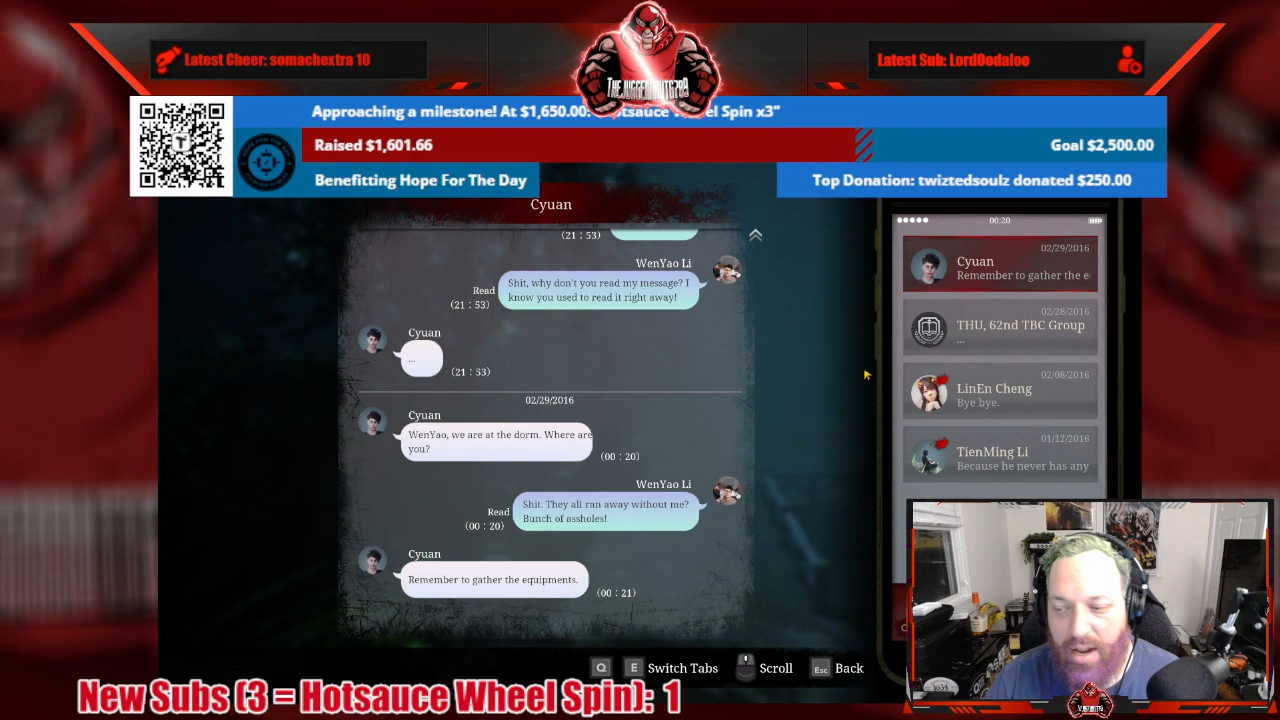 Latest Cheer: somachextra 10
THEJUGGERNAUT6789
Latest Sub: LordOodaloo
Approaching a milestone! At $1,650.00: "Hotsauce Wheel Spin x3"
Raised $1,601.66
Goal $2,500.00
Benefitting Hope For The Day
Top Donation: twiztedsoulz donated $250.00
Cyuan
(21 : 53)
WenYao Li
Shit, why don't you read my message? I
know you used to read it right away!
Read
(21 : 53)
Cyuan
...
(21 : 53)
02/29/2016
Cyuan
WenYao, we are at the dorm. Where are
you?
(00 : 20)
WenYao Li
Shit. They all ran away without me?
Bunch of assholes!
Read
(00 : 20)
Cyuan
Remember to gather the equipments.
(00 : 21)
00:20
02/29/2016
Cyuan
Remember to gather the e
02/28/2016
THU, 62nd TBC Group
...
02/08/2016
LinEn Cheng
Bye bye.
01/12/2016
TienMing Li
Because he never has any
Q E Switch Tabs Scroll Esc Back
New Subs (3 = Hotsauce Wheel Spin): 1